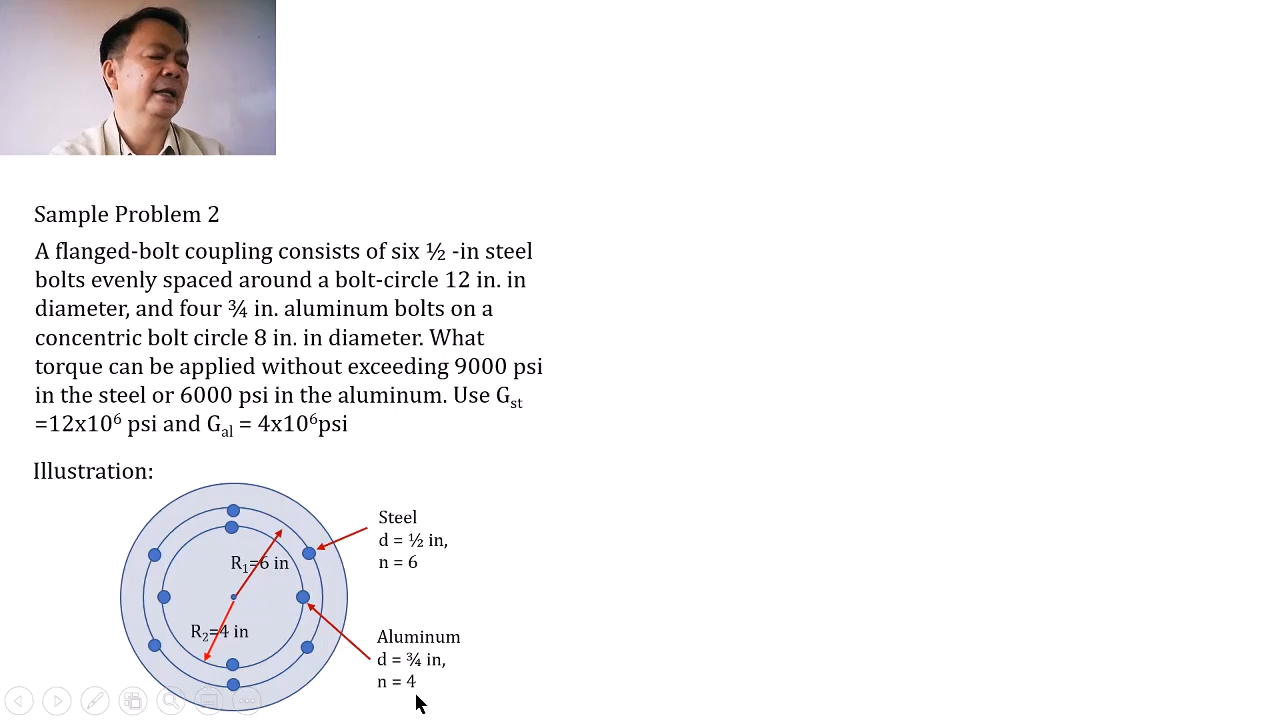 Sample Problem 2
A flanged-bolt coupling consists of six ½ -in steel
bolts evenly spaced around a bolt-circle 12 in. in
diameter, and four ¾ in. aluminum bolts on a
concentric bolt circle 8 in. in diameter. What
torque can be applied without exceeding 9000 psi
in the steel or 6000 psi in the aluminum. Use Gst
=12x10⁶ psi and Gal = 4x10⁶psi
Illustration:
Steel
d = ½ in,
n = 6
R₁=6 in
R₂=4 in
Aluminum
d = ¾ in,
n = 4